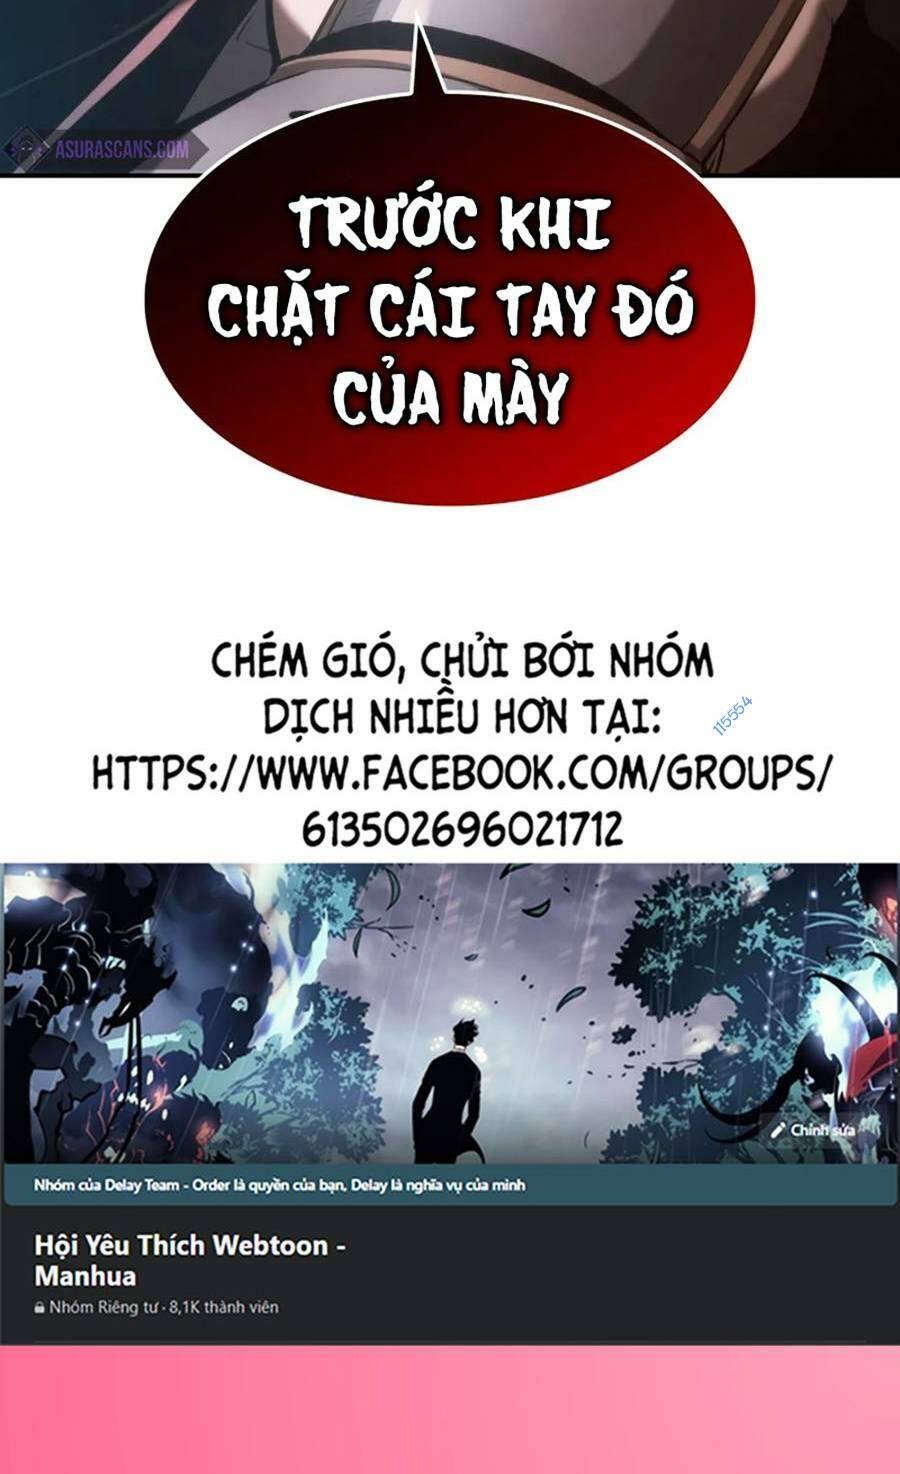 ASURASCANS.COM
TRƯỚC KHI
CHẶT CÁI TAY ĐÓ
CỦA MÀY
CHÉM GIÓ, CHỬI BỚI NHÓM
DỊCH NHIỀU HƠN TẠI:
115554
HTTPS://WWW.FACEBOOK.COM/GROUPS/
613502696021712
Chỉnh sửa
Nhóm của Delay Team - Order là quyền của bạn, Delay là nghĩa vụ của mình
Hội Yêu Thích Webtoon -
Manhua
Nhóm Riêng tư · 8,1K thành viên